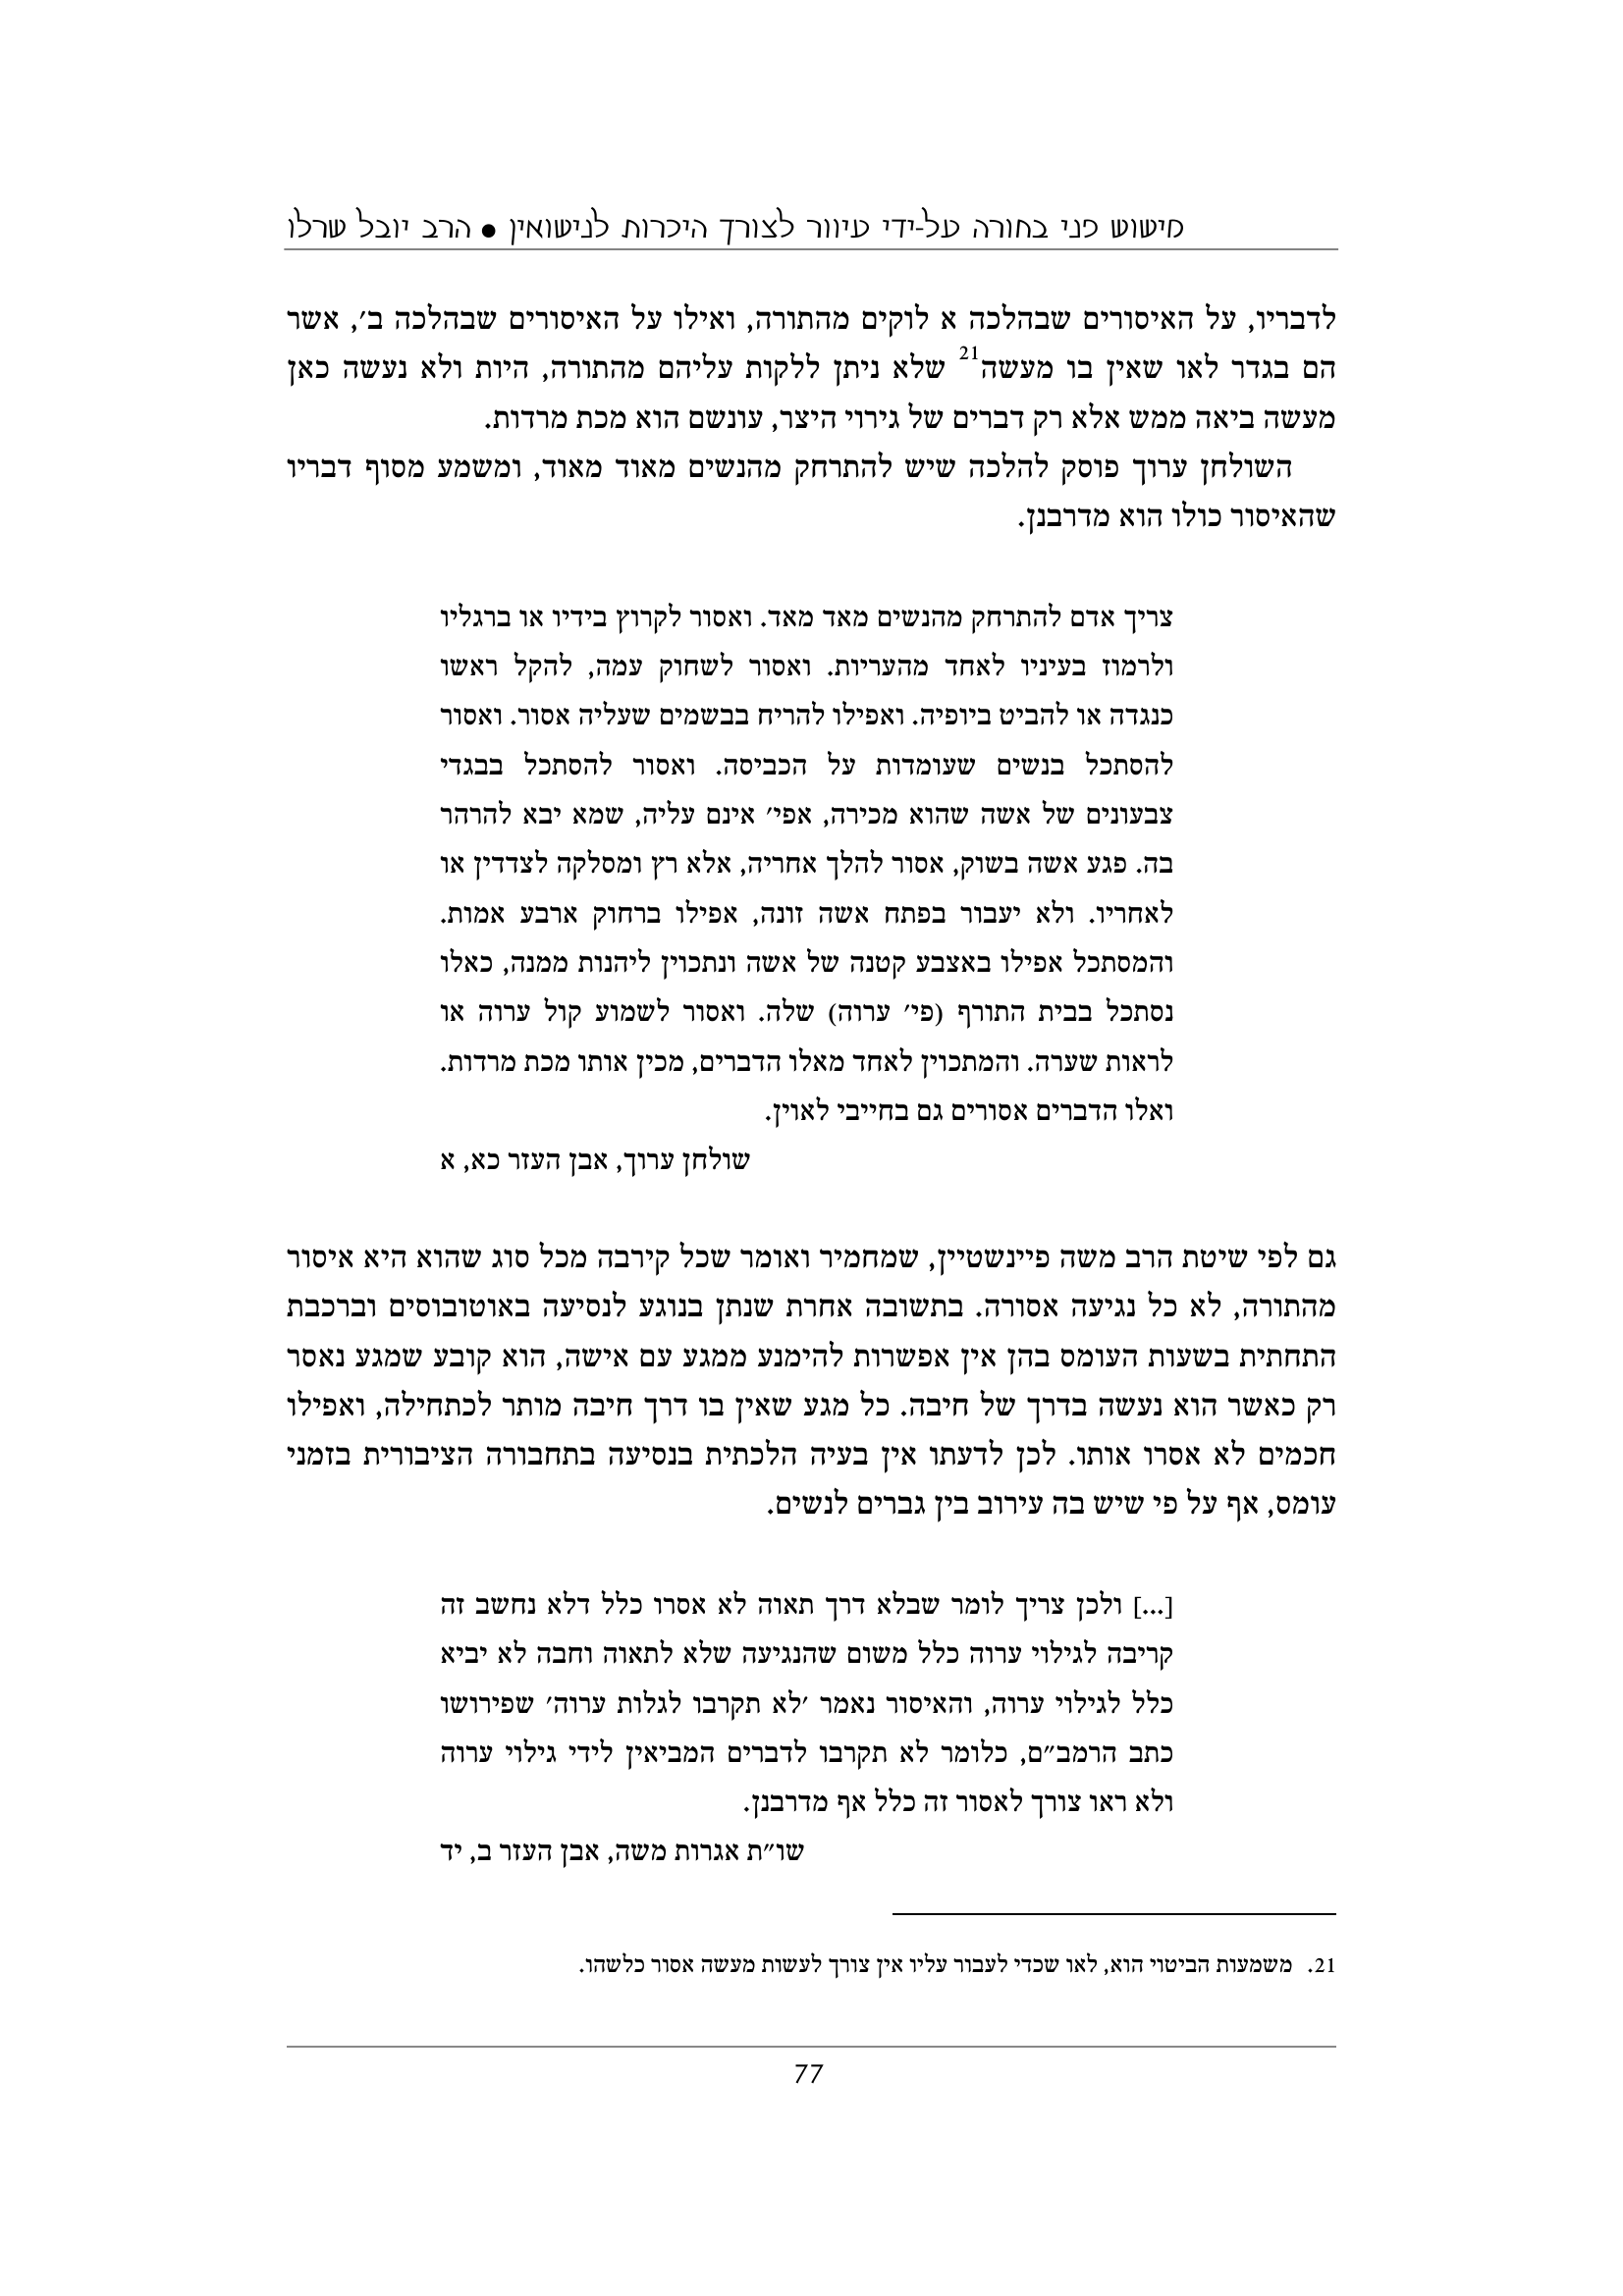 מישוש פני בחורה על-ידי עיוור לצורך היכרות לנישואין ● הרב יובל שרלו
לדבריו, על האיסורים שבהלכה א לוקים מהתורה, ואילו על האיסורים שבהלכה ב׳, אשר
הם בגדר לאו שאין בו מעשה21 שלא ניתן ללקות עליהם מהתורה, היות ולא נעשה כאן
מעשה ביאה ממש אלא רק דברים של גירוי היצר, עונשם הוא מכת מרדות.
השולחן ערוך פוסק להלכה שיש להתרחק מהנשים מאוד מאוד, ומשמע מסוף דבריו
שהאיסור כולו הוא מדרבנן.
צריך אדם להתרחק מהנשים מאד מאד. ואסור לקרוץ בידיו או ברגליו
ולרמוז בעיניו לאחד מהעריות. ואסור לשחוק עמה, להקל ראשו
כנגדה או להביט ביופיה. ואפילו להריח בבשמים שעליה אסור. ואסור
להסתכל בנשים שעומדות על הכביסה. ואסור להסתכל בבגדי
צבעונים של אשה שהוא מכירה, אפי׳ אינם עליה, שמא יבא להרהר
בה. פגע אשה בשוק, אסור להלך אחריה, אלא רץ ומסלקה לצדדין או
לאחריו. ולא יעבור בפתח אשה זונה, אפילו ברחוק ארבע אמות.
והמסתכל אפילו באצבע קטנה של אשה ונתכוין ליהנות ממנה, כאלו
נסתכל בבית התורף (פי׳ ערוה) שלה. ואסור לשמוע קול ערוה או
לראות שערה. והמתכוין לאחד מאלו הדברים, מכין אותו מכת מרדות.
ואלו הדברים אסורים גם בחייבי לאוין.
שולחן ערוך, אבן העזר כא, א
גם לפי שיטת הרב משה פיינשטיין, שמחמיר ואומר שכל קירבה מכל סוג שהוא היא איסור
מהתורה, לא כל נגיעה אסורה. בתשובה אחרת שנתן בנוגע לנסיעה באוטובוסים וברכבת
התחתית בשעות העומס בהן אין אפשרות להימנע ממגע עם אישה, הוא קובע שמגע נאסר
רק כאשר הוא נעשה בדרך של חיבה. כל מגע שאין בו דרך חיבה מותר לכתחילה, ואפילו
חכמים לא אסרו אותו. לכן לדעתו אין בעיה הלכתית בנסיעה בתחבורה הציבורית בזמני
עומס, אף על פי שיש בה עירוב בין גברים לנשים.
[...] ולכן צריך לומר שבלא דרך תאוה לא אסרו כלל דלא נחשב זה
קריבה לגילוי ערוה כלל משום שהנגיעה שלא לתאוה וחבה לא יביא
כלל לגילוי ערוה, והאיסור נאמר ׳לא תקרבו לגלות ערוה׳ שפירושו
כתב הרמב״ם, כלומר לא תקרבו לדברים המביאין לידי גילוי ערוה
ולא ראו צורך לאסור זה כלל אף מדרבנן.
שו״ת אגרות משה, אבן העזר ב, יד
21. משמעות הביטוי הוא, לאו שכדי לעבור עליו אין צורך לעשות מעשה אסור כלשהו.
77